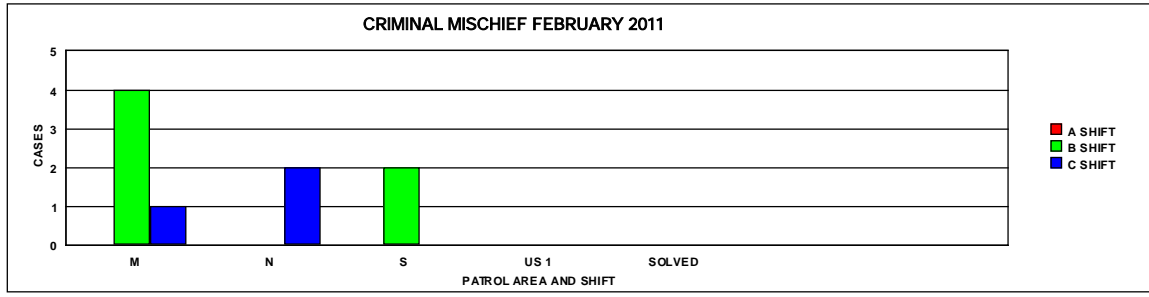 CRIMINAL MISCHIEF FEBRUARY 2011
5
4
3
2
1
0
CASES
M N S US 1 SOLVED
PATROL AREA AND SHIFT
A SHIFT
B SHIFT
C SHIFT